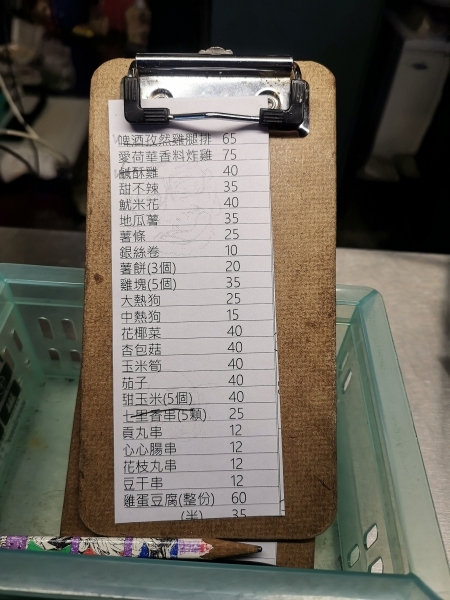 啤酒孜然雞腿排 65
愛荷華香料炸雞 75
鹹酥雞 40
甜不辣 35
魷米花 40
地瓜薯 35
薯條 25
銀絲卷 10
薯餅(3個) 20
雞塊(5個) 35
大熱狗 25
中熱狗 15
花椰菜 40
杏包菇 40
玉米筍 40
茄子 40
甜玉米(5個) 40
七里香串(5顆) 25
貢丸串 12
心心腸串 12
花枝丸串 12
豆干串 12
雞蛋豆腐(整份) 60
(半) 35